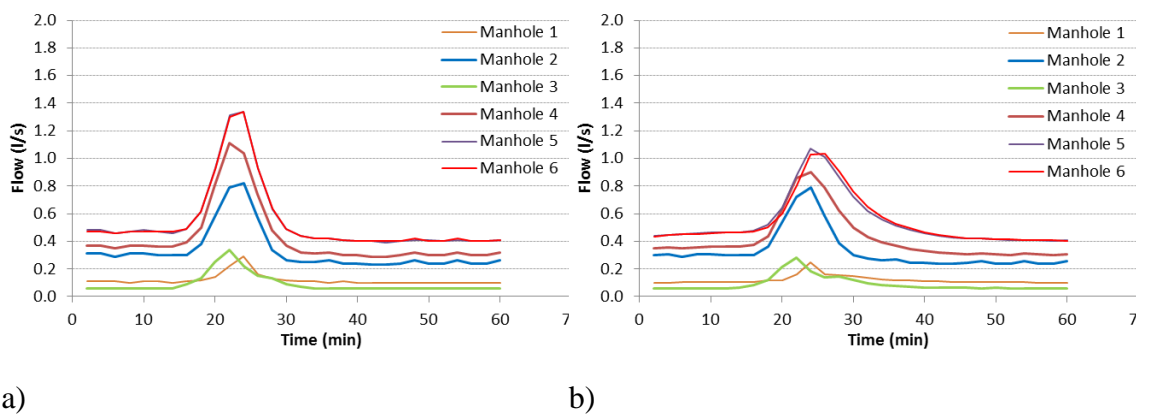 2.0
1.8
1.6
1.4
1.2
1.0
0.8
0.6
0.4
0.2
0.0
Flow (l/s)
0 10 20 30 40 50 60 7
Time (min)
Manhole 1
Manhole 2
Manhole 3
Manhole 4
Manhole 5
Manhole 6
a)
2.0
1.8
1.6
1.4
1.2
1.0
0.8
0.6
0.4
0.2
0.0
Flow (l/s)
0 10 20 30 40 50 60 7
Time (min)
Manhole 1
Manhole 2
Manhole 3
Manhole 4
Manhole 5
Manhole 6
b)